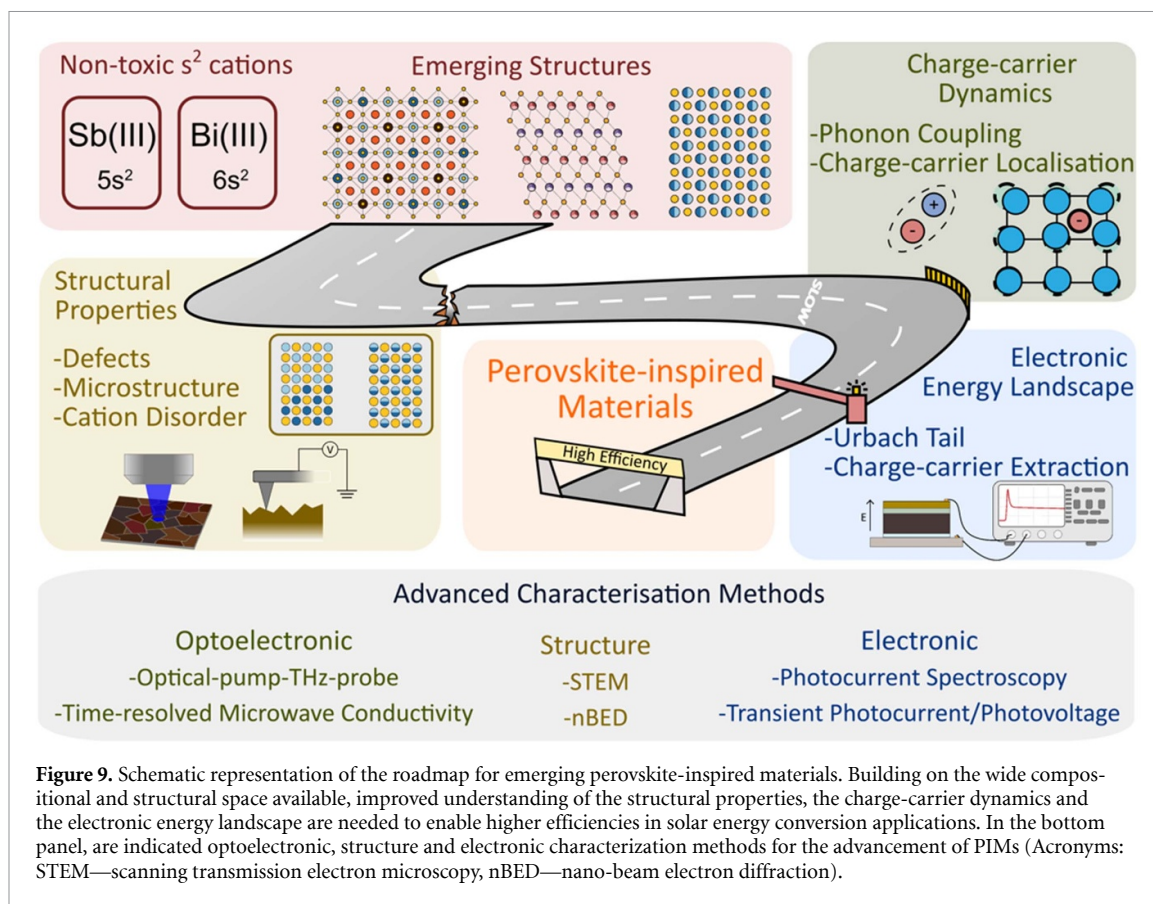 Non-toxic s² cations
Emerging Structures
Sb(III)
5s²
Bi(III)
6s²
Charge-carrier
Dynamics
-Phonon Coupling
-Charge-carrier Localisation
+
-
-
Structural
Properties
-Defects
-Microstructure
-Cation Disorder
V
SLOW
Perovskite-inspired
Materials
High Efficiency
Electronic
Energy Landscape
-Urbach Tail
-Charge-carrier Extraction
E
Advanced Characterisation Methods
Optoelectronic
-Optical-pump-THz-probe
-Time-resolved Microwave Conductivity
Structure
-STEM
-nBED
Electronic
-Photocurrent Spectroscopy
-Transient Photocurrent/Photovoltage
Figure 9. Schematic representation of the roadmap for emerging perovskite-inspired materials. Building on the wide compos-
itional and structural space available, improved understanding of the structural properties, the charge-carrier dynamics and
the electronic energy landscape are needed to enable higher efficiencies in solar energy conversion applications. In the bottom
panel, are indicated optoelectronic, structure and electronic characterization methods for the advancement of PIMs (Acronyms:
STEM—scanning transmission electron microscopy, nBED—nano-beam electron diffraction).